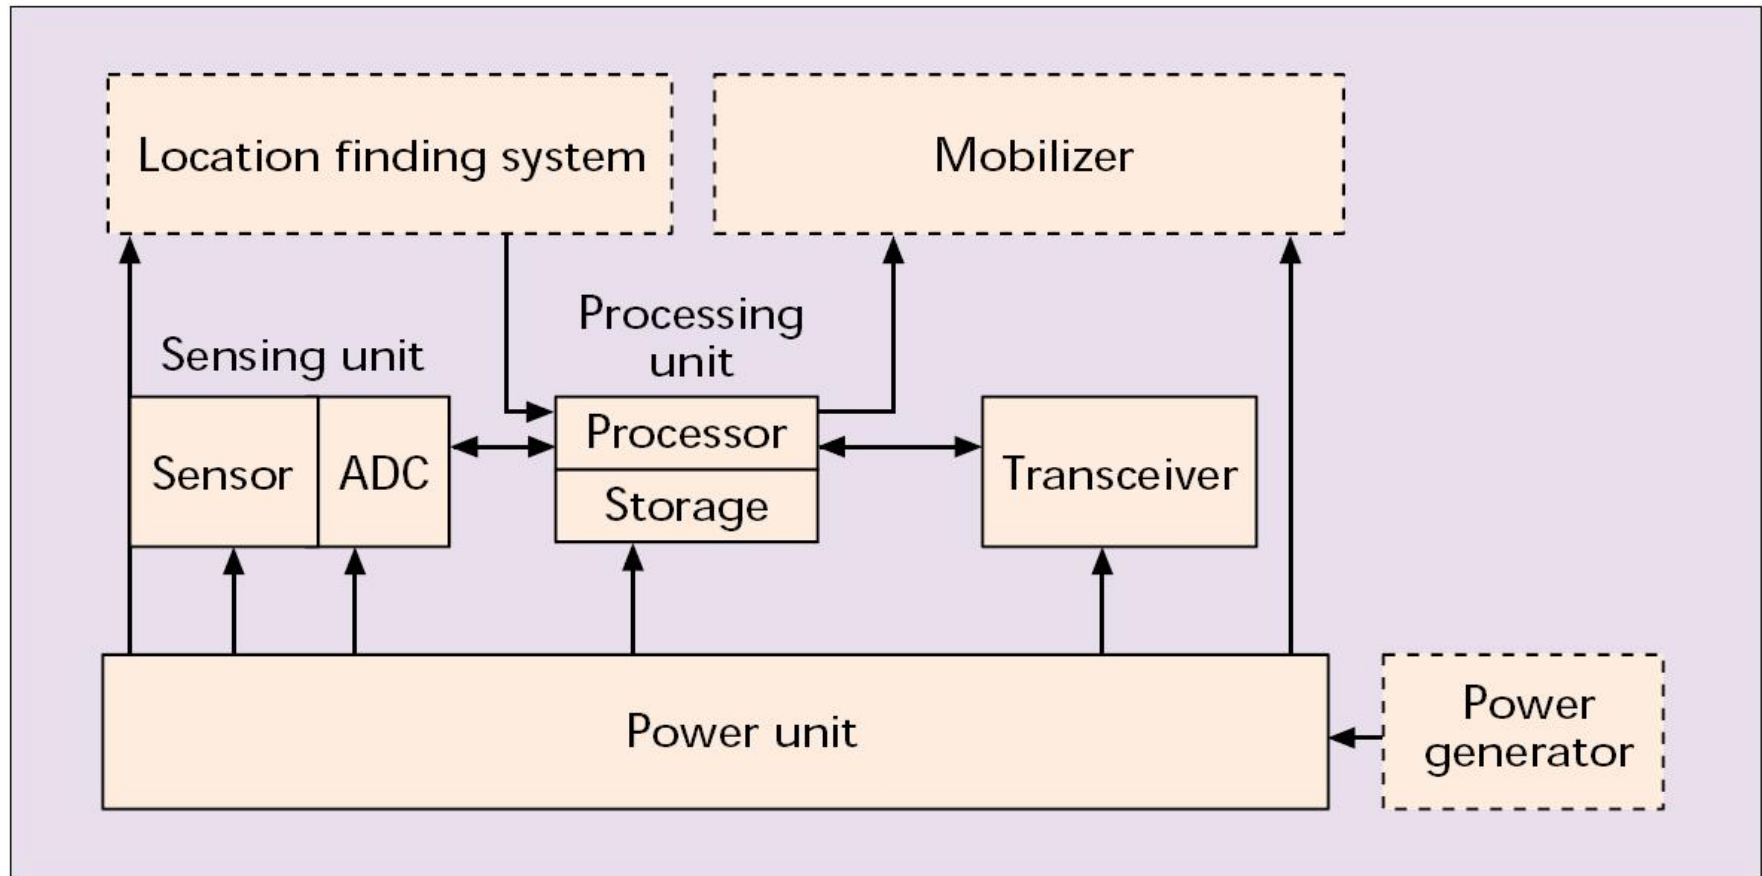 Location finding system
Mobilizer
Sensing unit
Processing
unit
Sensor
ADC
Processor
Storage
Transceiver
Power unit
Power
generator